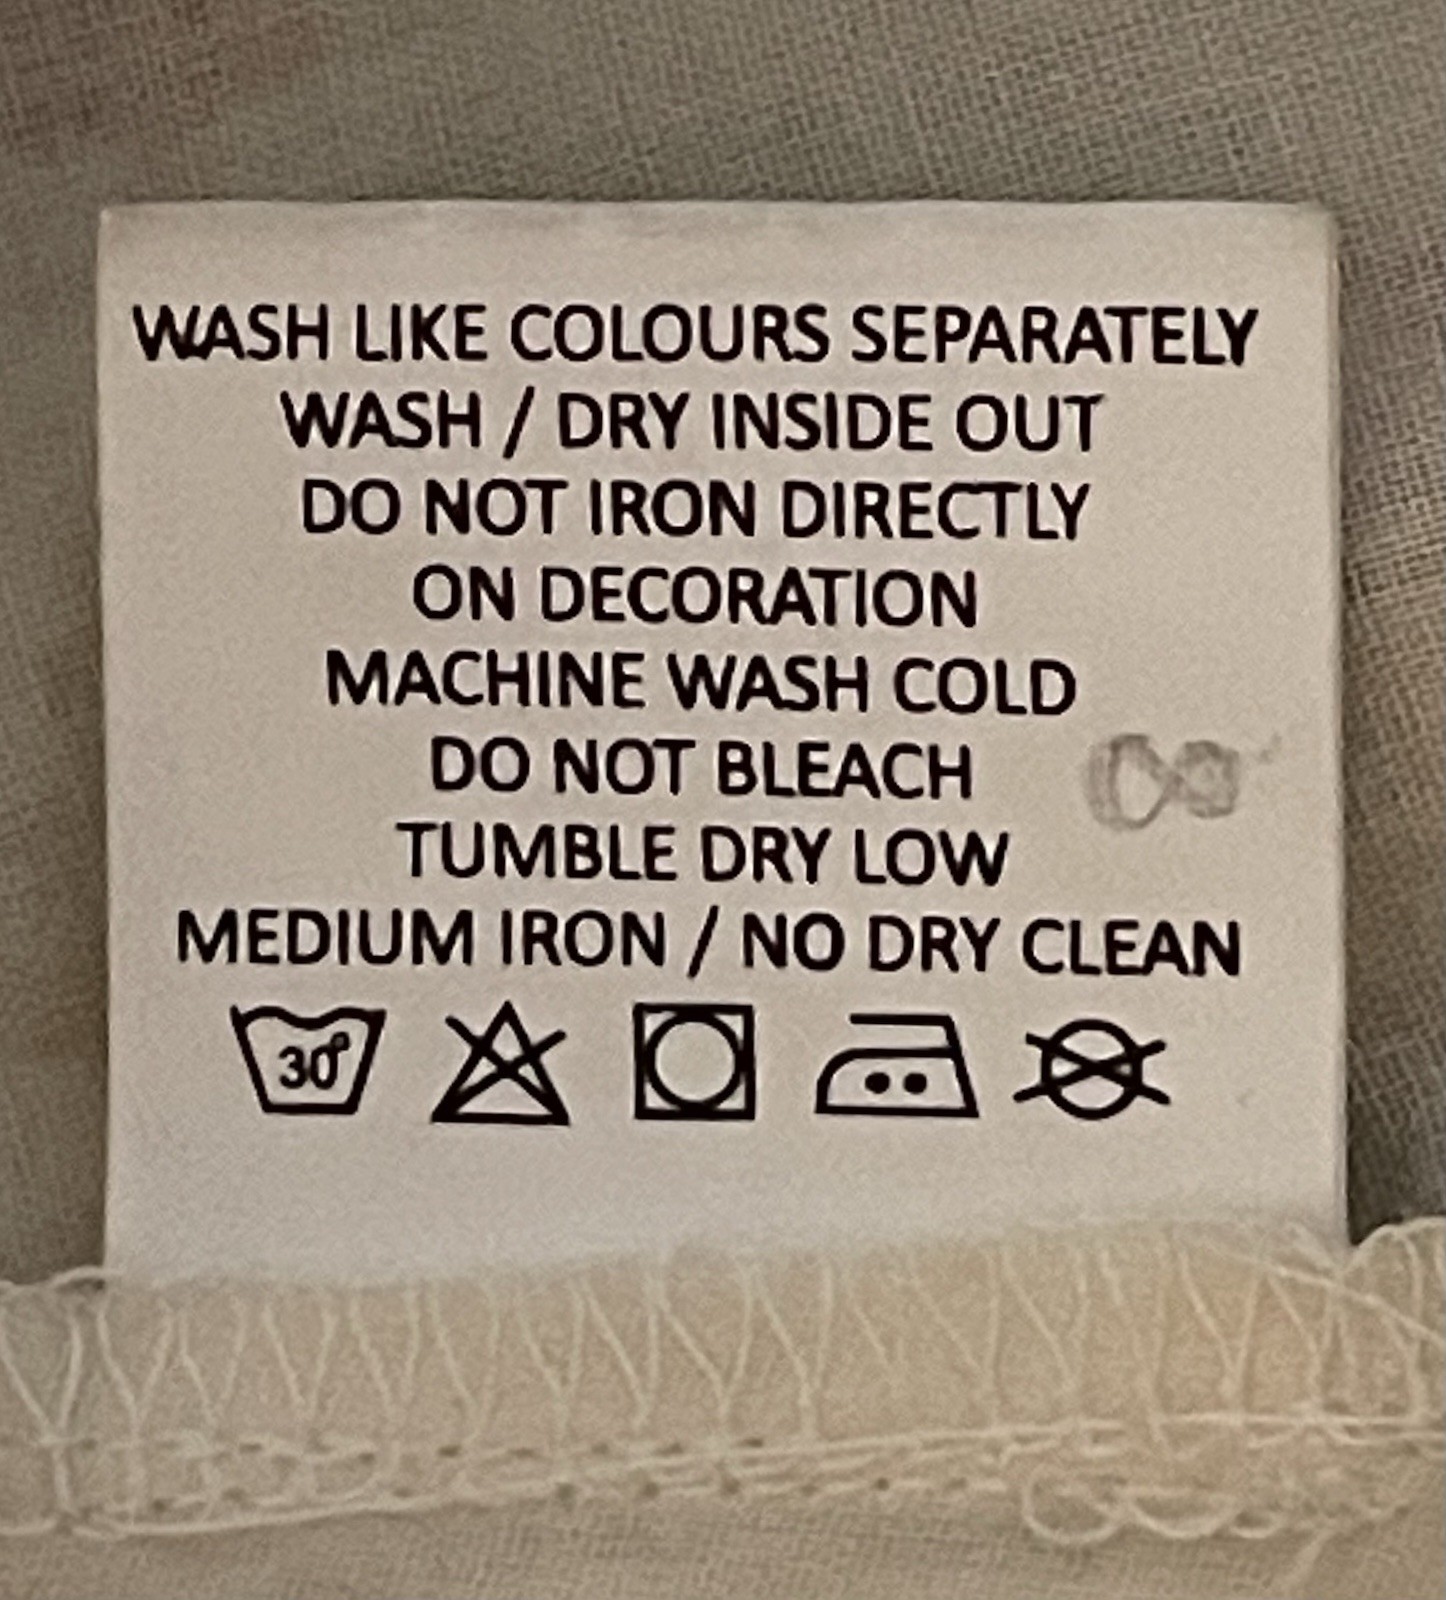 WASH LIKE COLOURS SEPARATELY
WASH / DRY INSIDE OUT
DO NOT IRON DIRECTLY
ON DECORATION
MACHINE WASH COLD
DO NOT BLEACH
TUMBLE DRY LOW
MEDIUM IRON / NO DRY CLEAN
30°